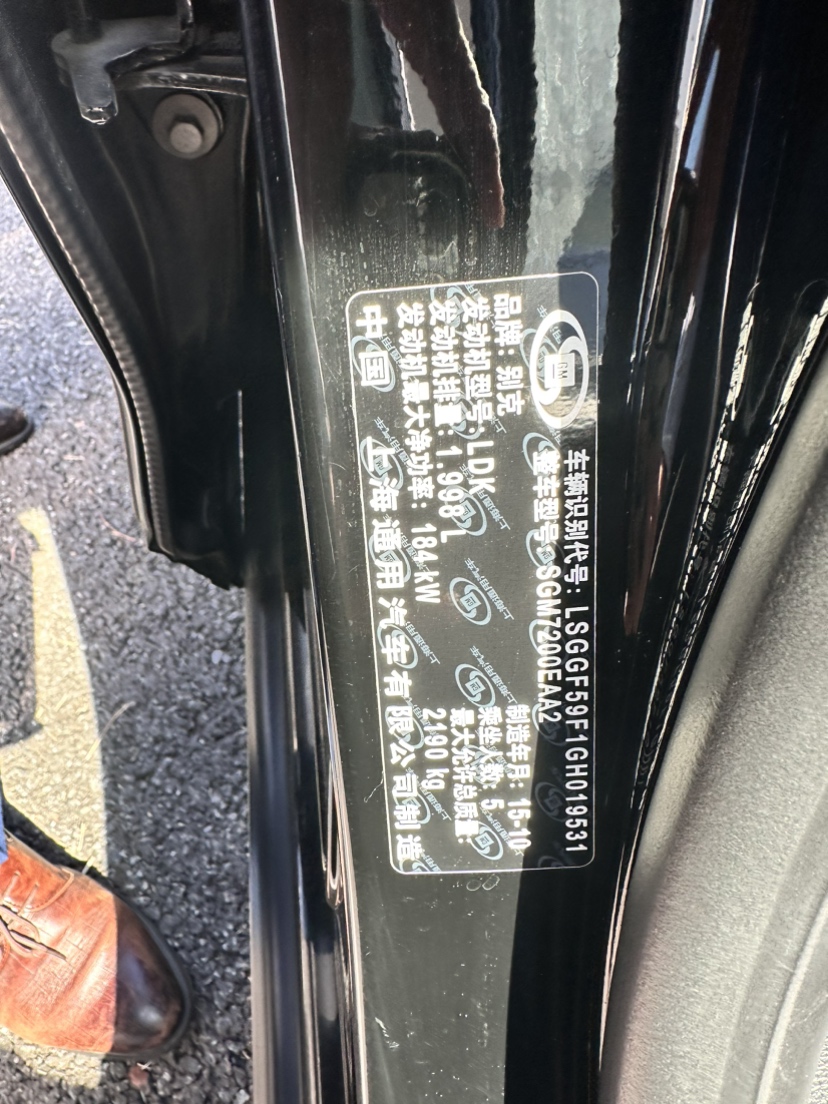 车辆识别代号: LSGGF59F1GH019531
整车型号: SGM7200EAA2
品牌: 别克
制造年月: 15-10
发动机型号: LDK
乘坐人数: 5
发动机排量: 1.998 L
最大允许总质量:
发动机最大净功率: 184 kW
2190 kg
中国 上海通用汽车有限公司制造